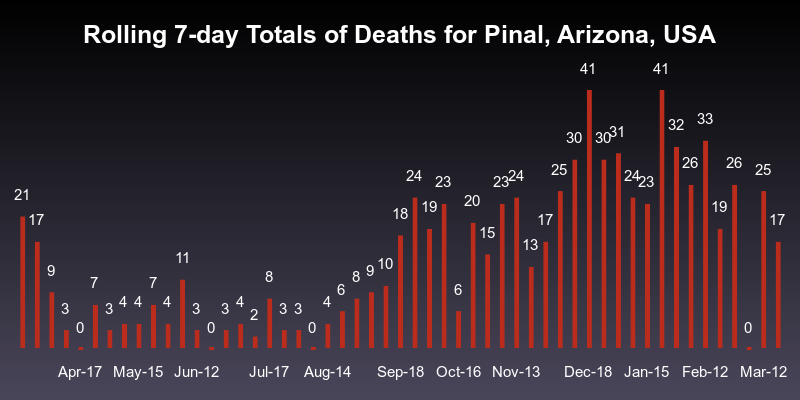 Rolling 7-day Totals of Deaths for Pinal, Arizona, USA
21 17 9 3 0 7 3 4 4 7 4 11 3 0 3 4 2 8 3 3 0 4 6 8 9 10 18 24 19 23 6 20 15 23 24 13 17 25 30 41 30 31 24 23 41 32 26 33 19 26 0 25 17
Apr-17 May-15 Jun-12 Jul-17 Aug-14 Sep-18 Oct-16 Nov-13 Dec-18 Jan-15 Feb-12 Mar-12